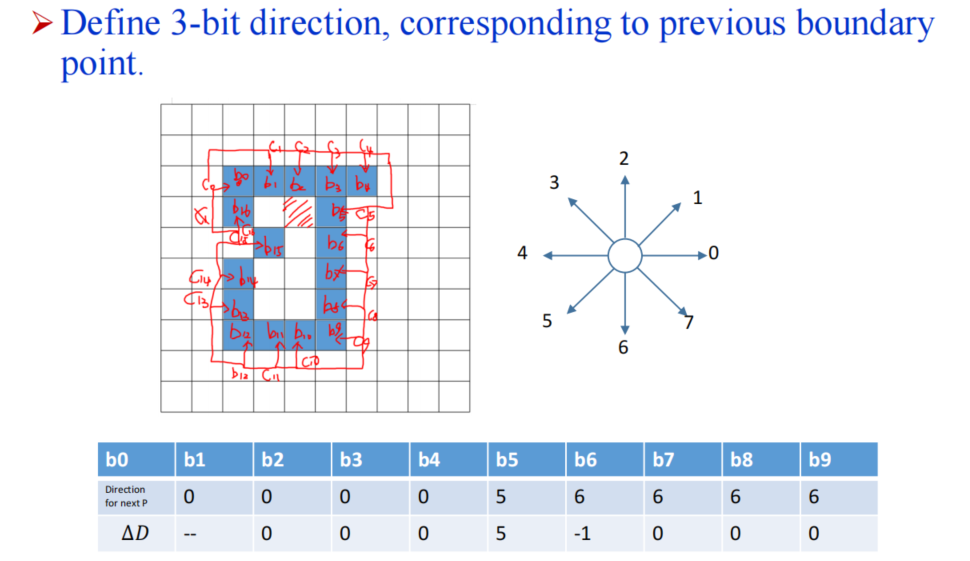 Define 3-bit direction, corresponding to previous boundary
point.
C1 C2 C3 C4
C0 b0 b1 b2 b3 b4
b16 b5 C5
b15 b6 C6
C14 b14 b7 C7
C13 b13 b8 C8
b12 b11 b10 b9 C9
C10
b12 C11
2
3 1
4 0
5 7
6
b0 b1 b2 b3 b4 b5 b6 b7 b8 b9
Direction
for next P 0 0 0 0 5 6 6 6 6
ΔD -- 0 0 0 5 -1 0 0 0